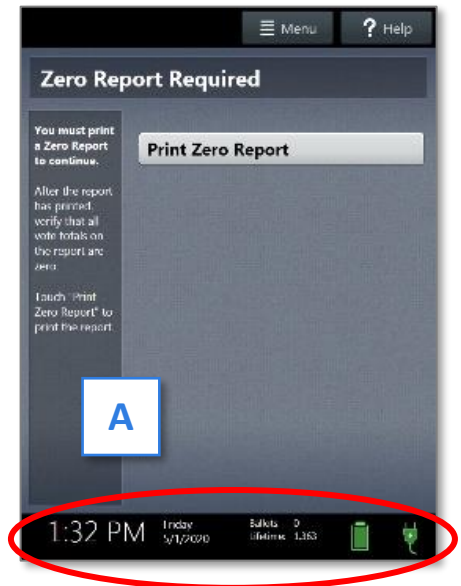 Menu
? Help
Zero Report Required
You must print
a Zero Report
to continue.
Print Zero Report
After the report
has printed,
verify that all
vote totals on
the report are
zero
Touch "Print
Zero Report" to
print the report.
A
1:32 PM
Friday
5/1/2020
Ballots 0
Lifetime 1,363